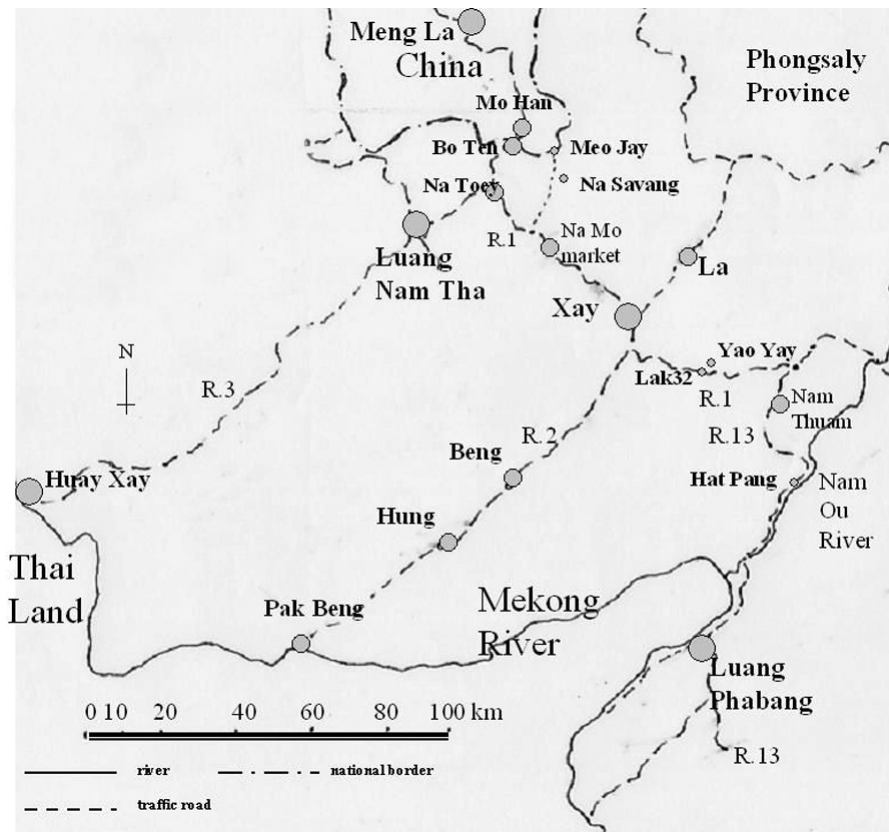 Meng La
China
Phongsaly
Province
Mo Han
Bo Ten
Meo Jay
Na Toey
Na Savang
R.1
Na Mo
market
Luang
Nam Tha
La
Xay
N
Yao Yay
Lak32
R.3
R.1
Nam
Thuam
R.13
R.2
Beng
Huay Xay
Hat Pang
Nam
Ou
River
Hung
Thai
Land
Pak Beng
Mekong
River
Luang
Phabang
0 10 20 40 60 80 100 km
R.13
river
national border
traffic road